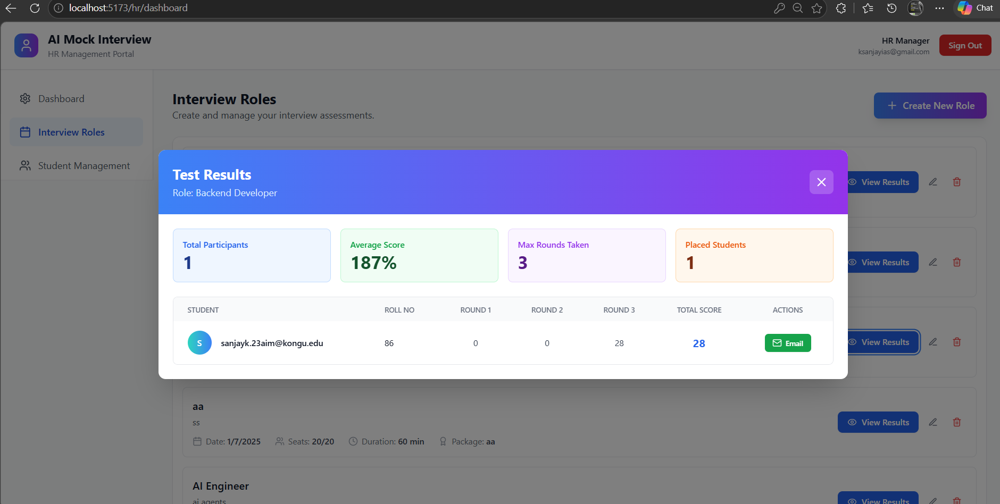 localhost:5173/hr/dashboard
Chat
AI Mock Interview
HR Management Portal
HR Manager
ksanjayias@gmail.com
Sign Out
Dashboard
Interview Roles
Student Management
Interview Roles
Create and manage your interview assessments.
Create New Role
View Results
View Results
View Results
Test Results
Role: Backend Developer
Total Participants
1
Average Score
187%
Max Rounds Taken
3
Placed Students
1
STUDENT ROLL NO ROUND 1 ROUND 2 ROUND 3 TOTAL SCORE ACTIONS
S sanjayk.23aim@kongu.edu 86 0 0 28 28 Email
aa
ss
Date: 1/7/2025 Seats: 20/20 Duration: 60 min Package: aa
View Results
AI Engineer
ai agents
View Results